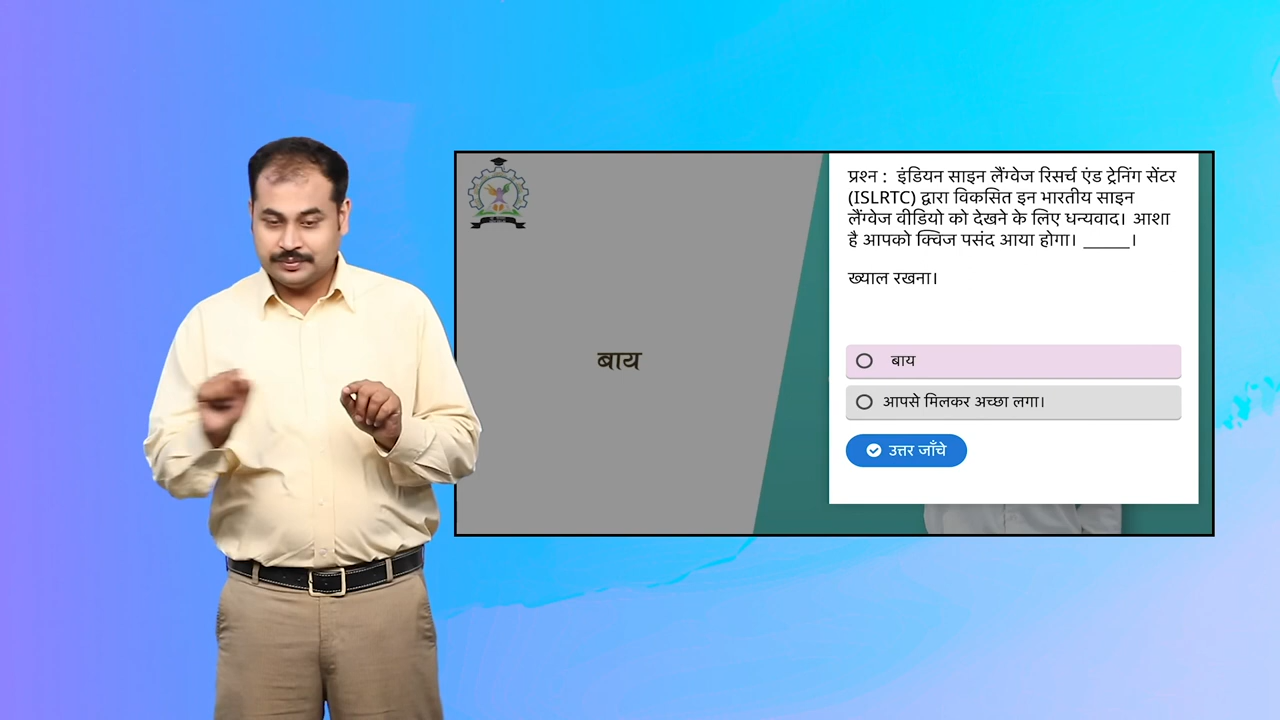 बाय
प्रश्न : इंडियन साइन लैंग्वेज रिसर्च एंड ट्रेनिंग सेंटर
(ISLRTC) द्वारा विकसित इन भारतीय साइन
लैंग्वेज वीडियो को देखने के लिए धन्यवाद। आशा
है आपको क्विज पसंद आया होगा। _____।
ख्याल रखना।
बाय
आपसे मिलकर अच्छा लगा।
उत्तर जाँचे